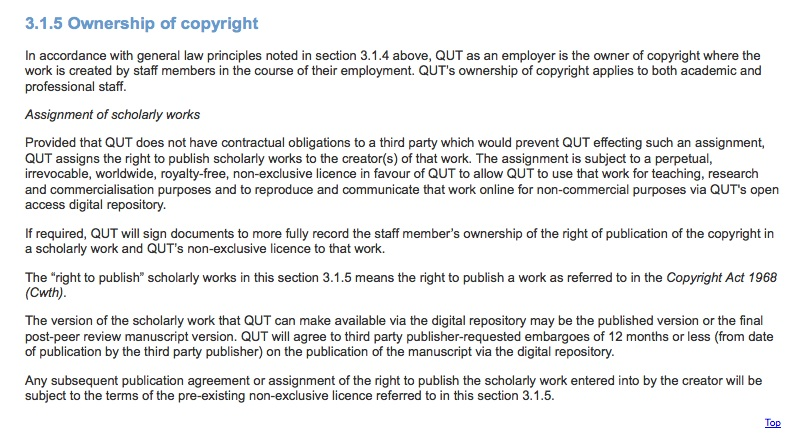 3.1.5 Ownership of copyright
In accordance with general law principles noted in section 3.1.4 above, QUT as an employer is the owner of copyright where the
work is created by staff members in the course of their employment. QUT's ownership of copyright applies to both academic and
professional staff.
Assignment of scholarly works
Provided that QUT does not have contractual obligations to a third party which would prevent QUT effecting such an assignment,
QUT assigns the right to publish scholarly works to the creator(s) of that work. The assignment is subject to a perpetual,
irrevocable, worldwide, royalty-free, non-exclusive licence in favour of QUT to allow QUT to use that work for teaching, research
and commercialisation purposes and to reproduce and communicate that work online for non-commercial purposes via QUT's open
access digital repository.
If required, QUT will sign documents to more fully record the staff member's ownership of the right of publication of the copyright in
a scholarly work and QUT's non-exclusive licence to that work.
The “right to publish” scholarly works in this section 3.1.5 means the right to publish a work as referred to in the Copyright Act 1968
(Cwth).
The version of the scholarly work that QUT can make available via the digital repository may be the published version or the final
post-peer review manuscript version. QUT will agree to third party publisher-requested embargoes of 12 months or less (from date
of publication by the third party publisher) on the publication of the manuscript via the digital repository.
Any subsequent publication agreement or assignment of the right to publish the scholarly work entered into by the creator will be
subject to the terms of the pre-existing non-exclusive licence referred to in this section 3.1.5.
Top